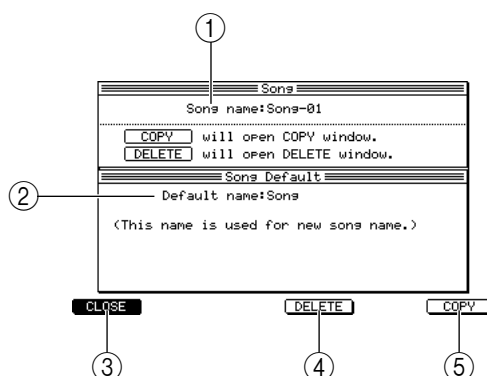 ①
Song
Song name:Song-01
COPY will open COPY window.
DELETE will open DELETE window.
Song Default
②
Default name:Song
(This name is used for new song name.)
CLOSE DELETE COPY
③ ④ ⑤